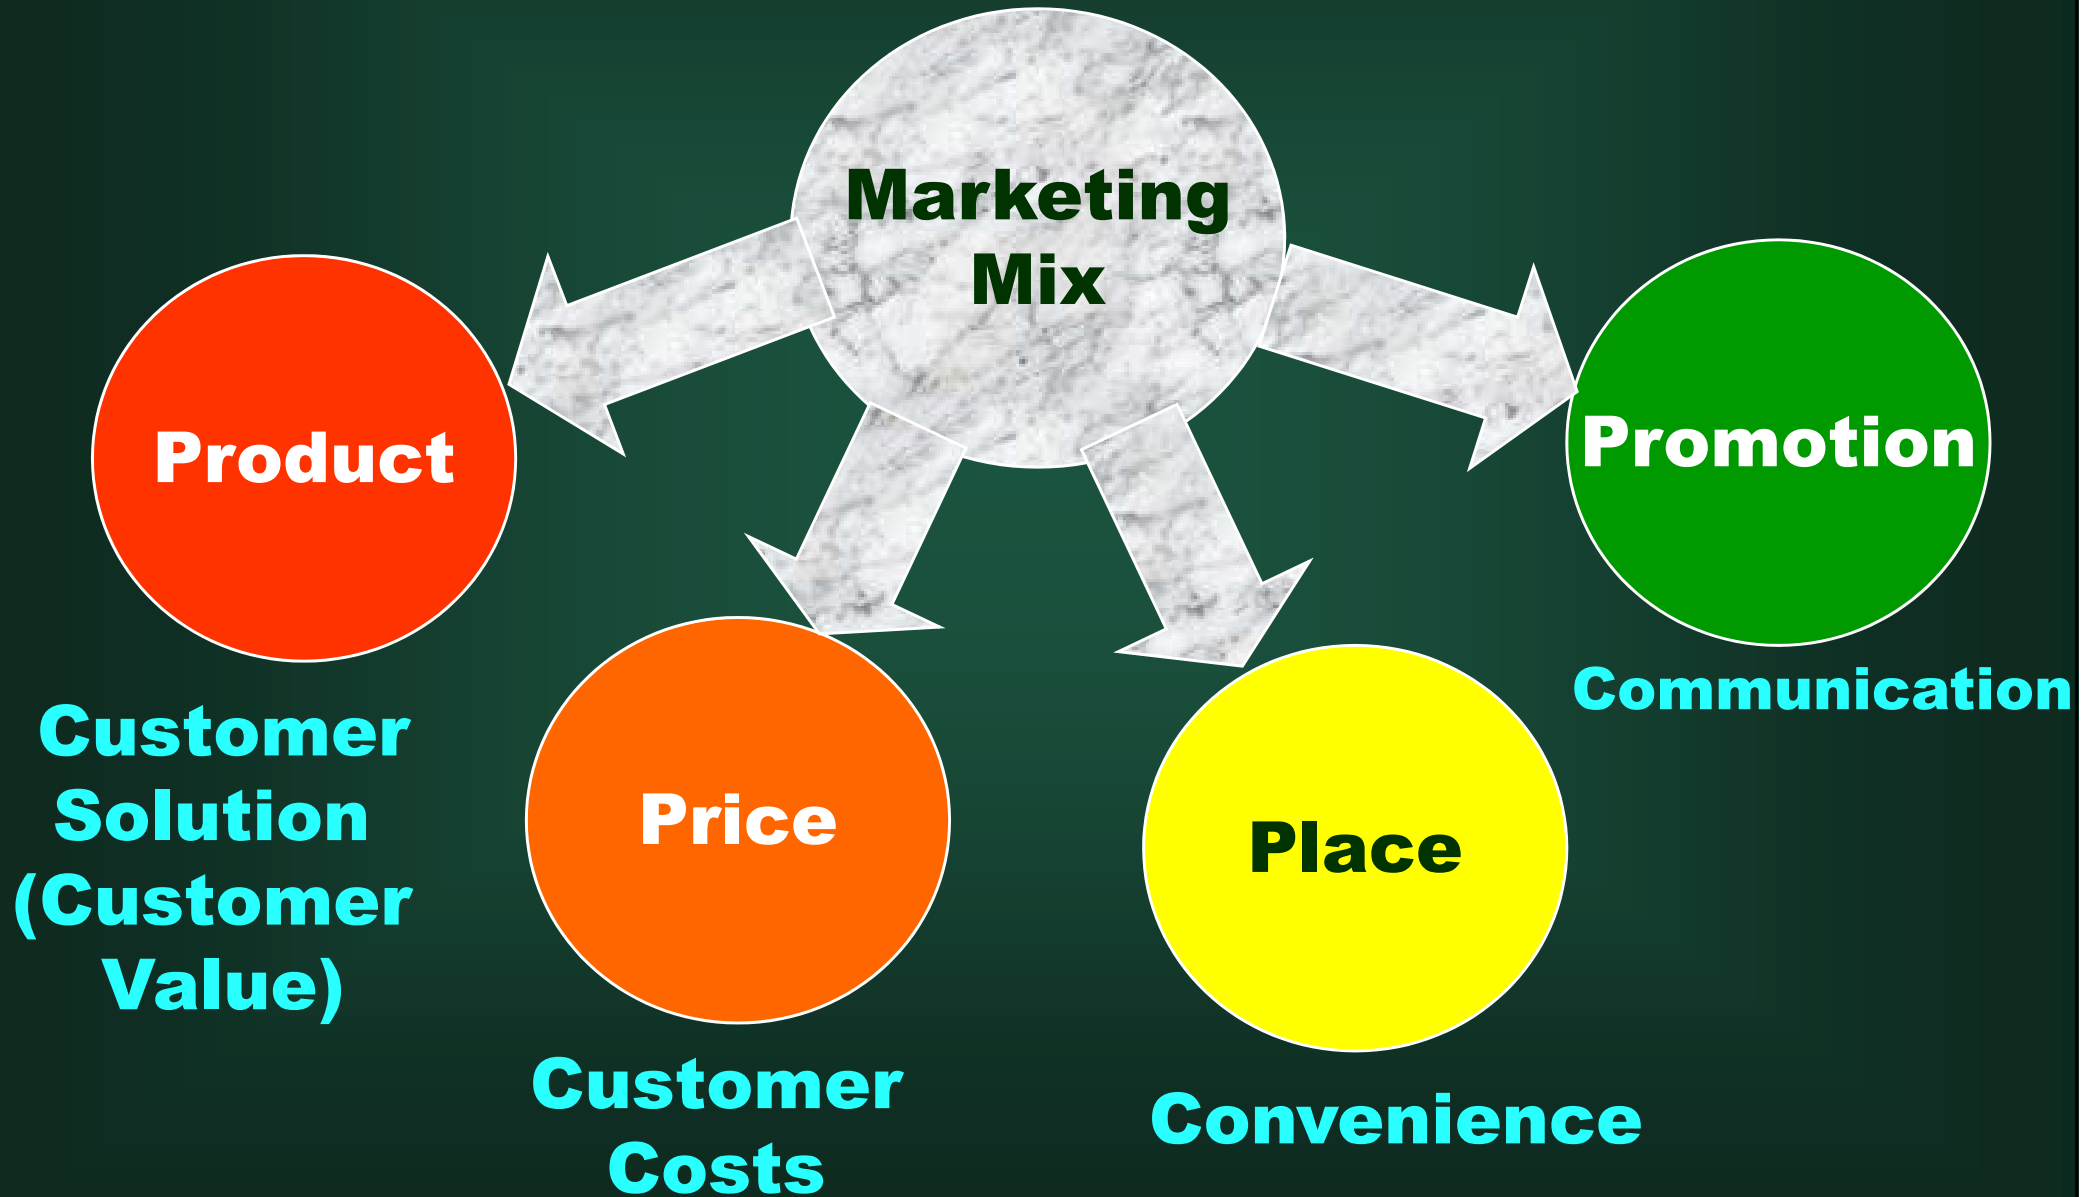 Marketing
Mix
Product
Customer
Solution
(Customer
Value)
Price
Customer
Costs
Place
Convenience
Promotion
Communication